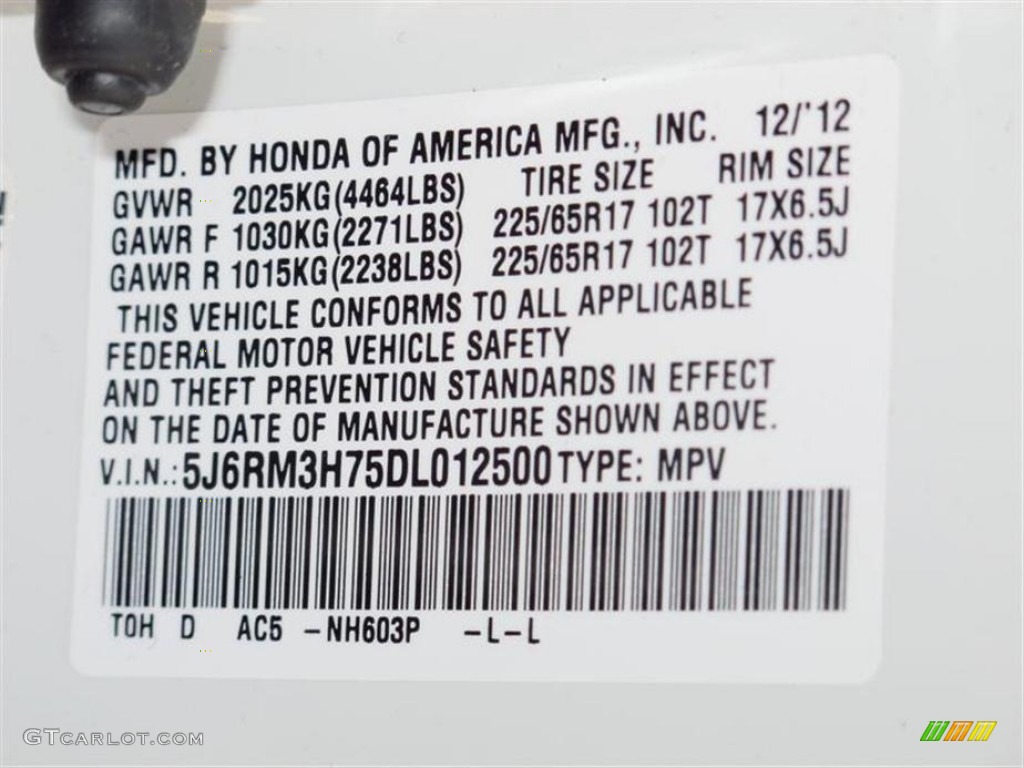 MFD. BY HONDA OF AMERICA MFG., INC. 12/'12
GVWR 2025KG(4464LBS) TIRE SIZE RIM SIZE
GAWR F 1030KG(2271LBS) 225/65R17 102T 17X6.5J
GAWR R 1015KG(2238LBS) 225/65R17 102T 17X6.5J
THIS VEHICLE CONFORMS TO ALL APPLICABLE
FEDERAL MOTOR VEHICLE SAFETY
AND THEFT PREVENTION STANDARDS IN EFFECT
ON THE DATE OF MANUFACTURE SHOWN ABOVE.
V.I.N.: 5J6RM3H75DL012500 TYPE: MPV
TOH D AC5 -NH603P -L-L
GTCARLOT.COM